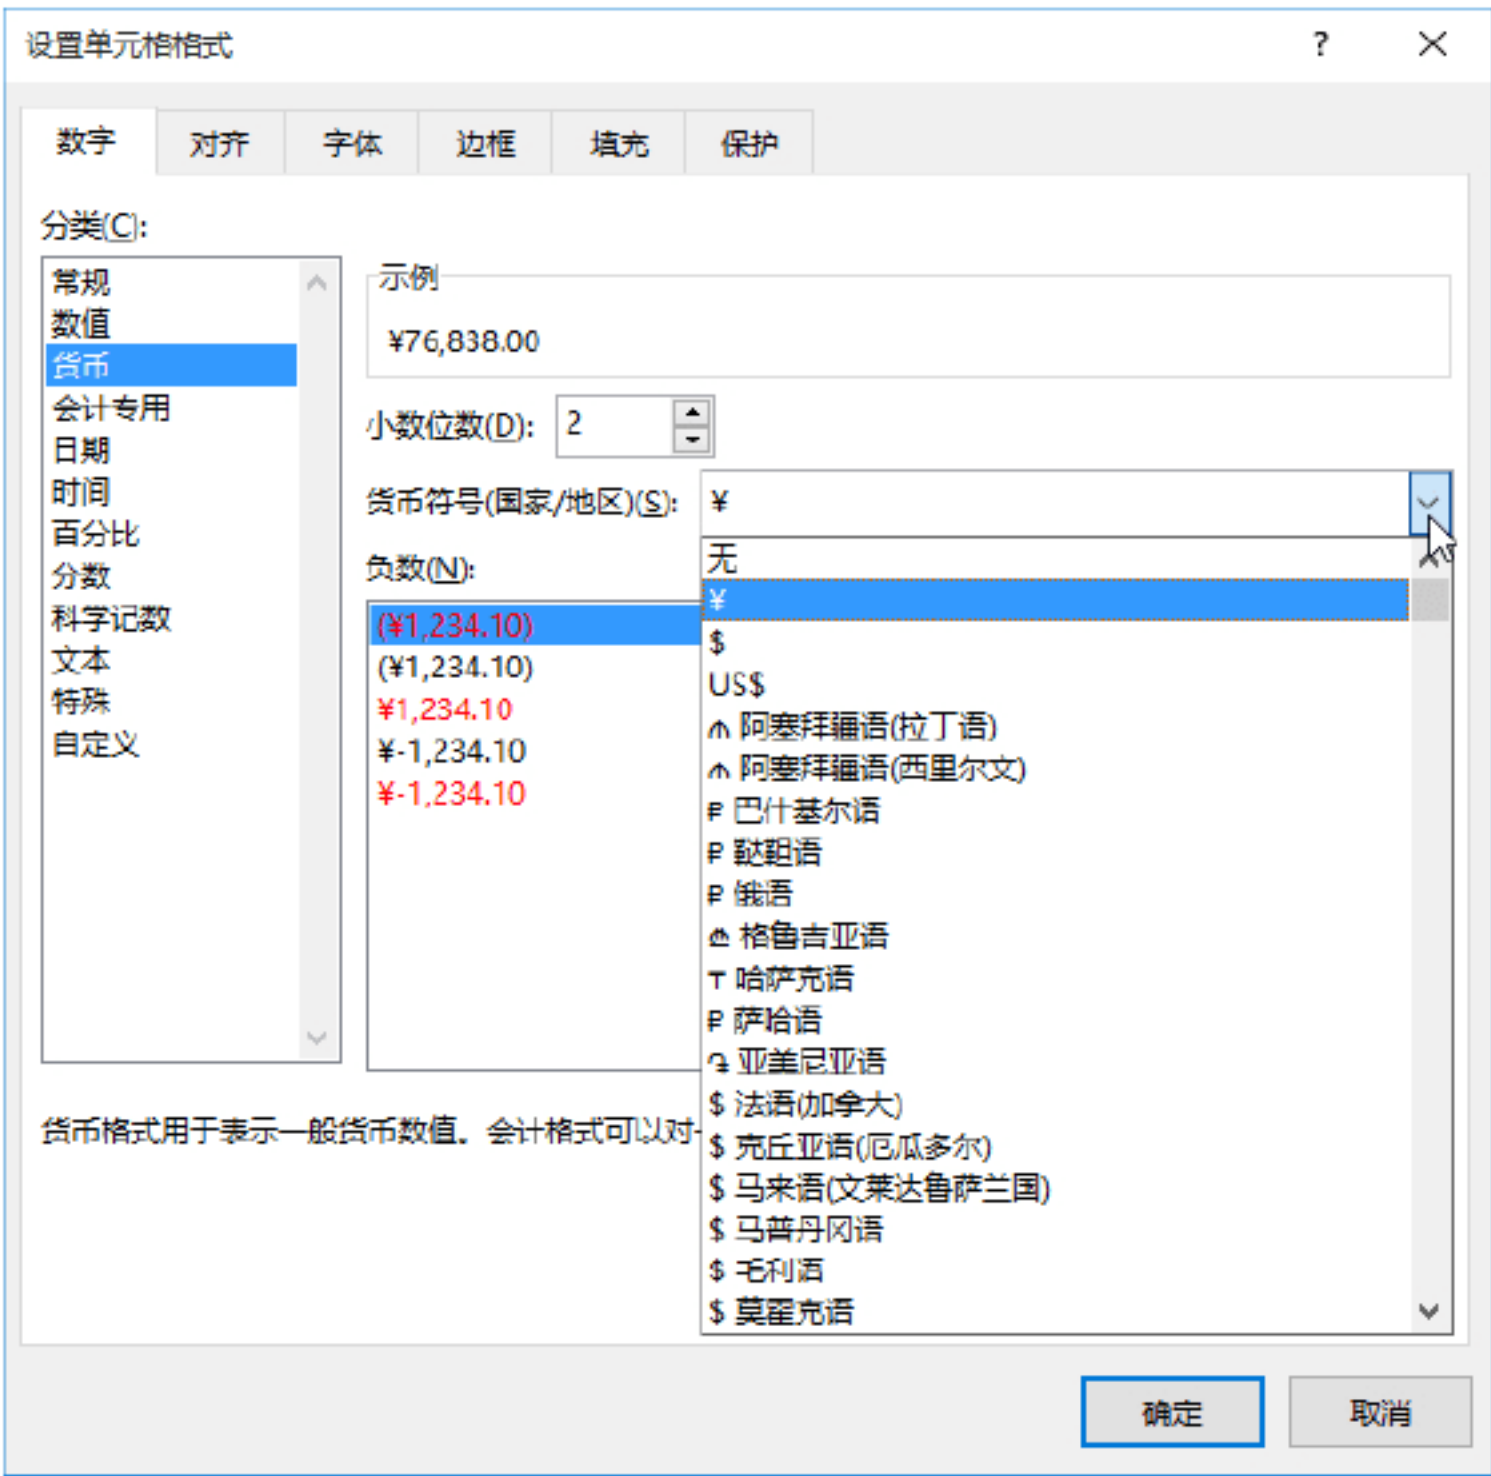 设置单元格格式
?
数字 对齐 字体 边框 填充 保护
分类(C):
常规
数值
货币
会计专用
日期
时间
百分比
分数
科学记数
文本
特殊
自定义
示例
¥76,838.00
小数位数(D): 2
货币符号(国家/地区)(S): ¥
负数(N):
(¥1,234.10)
(¥1,234.10)
¥1,234.10
¥-1,234.10
¥-1,234.10
无
¥
$
US$
₼ 阿塞拜疆语(拉丁语)
₼ 阿塞拜疆语(西里尔文)
₽ 巴什基尔语
₽ 鞑靼语
₽ 俄语
₾ 格鲁吉亚语
₸ 哈萨克语
₽ 萨哈语
֏ 亚美尼亚语
$ 法语(加拿大)
$ 克丘亚语(厄瓜多尔)
$ 马来语(文莱达鲁萨兰国)
$ 马普丹冈语
$ 毛利语
$ 莫霍克语
货币格式用于表示一般货币数值。会计格式可以对
确定 取消